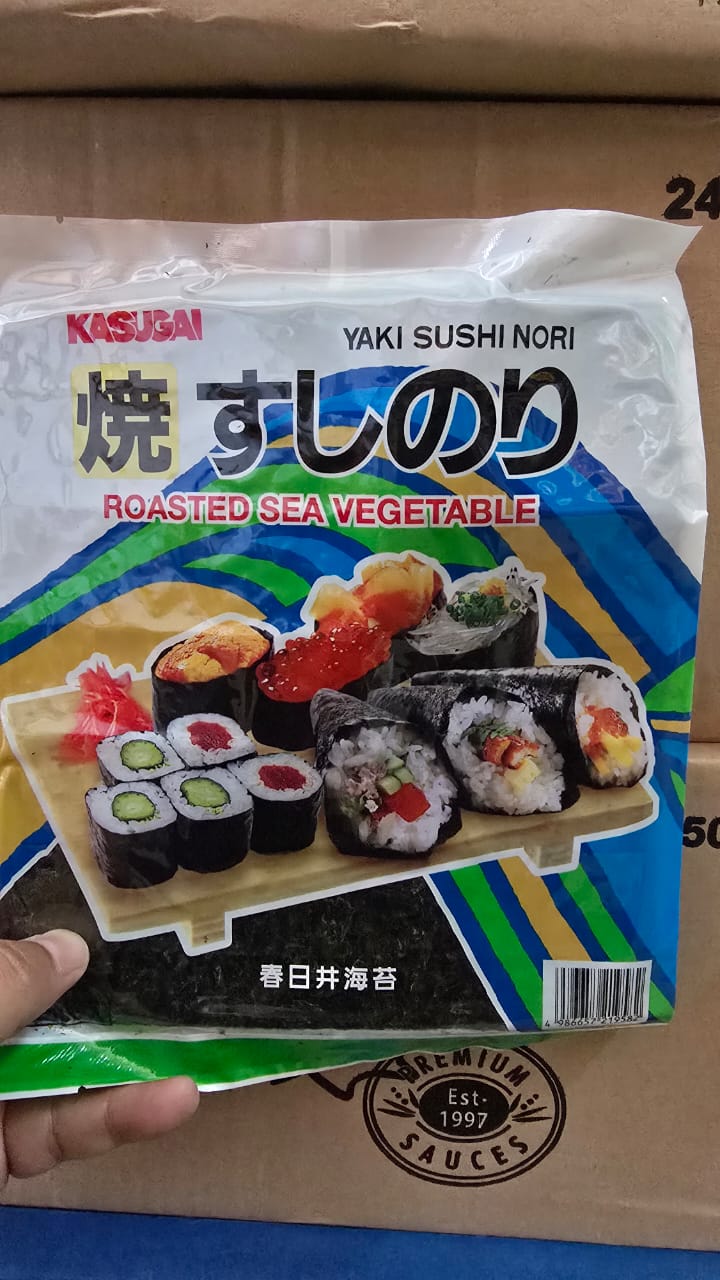 24
KASUGAI
YAKI SUSHI NORI
焼 すしのり
ROASTED SEA VEGETABLE
春日井海苔
50
PREMIUM
Est-
1997
SAUCES